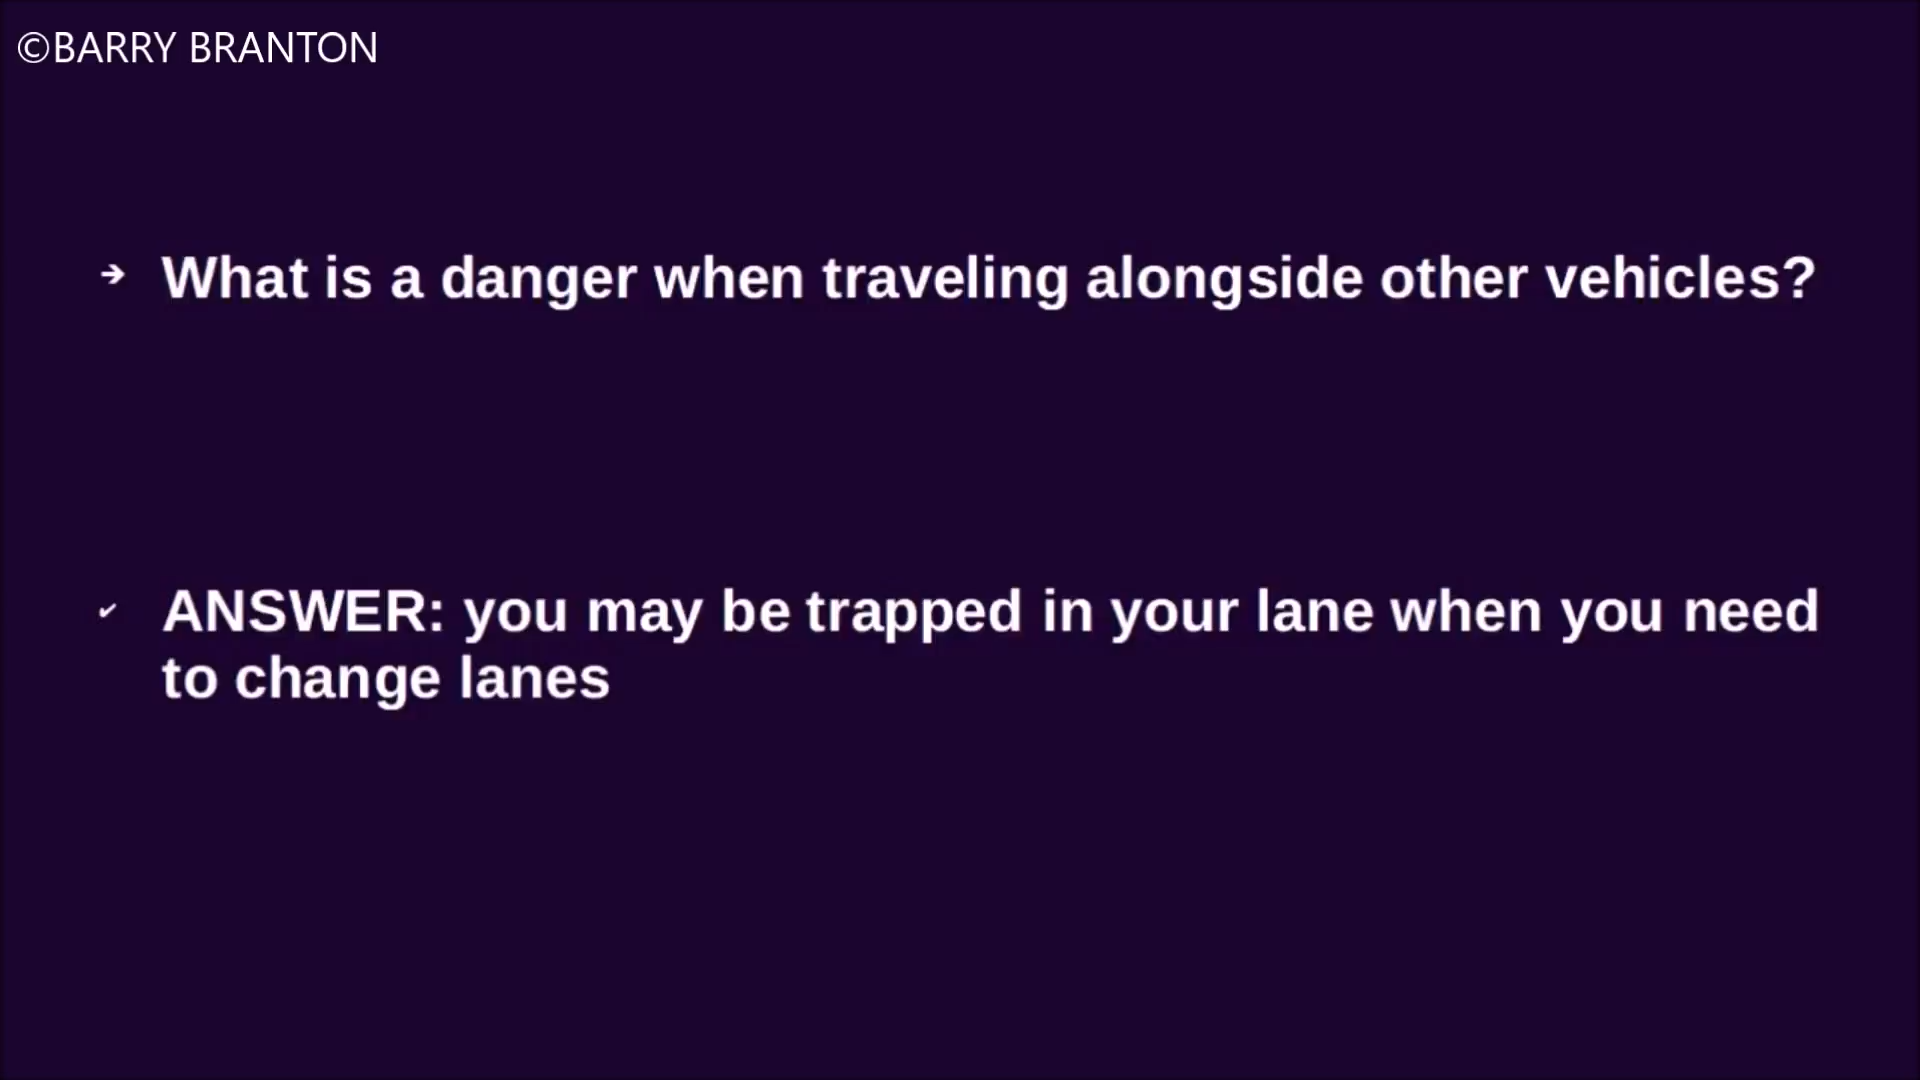 ©BARRY BRANTON
➔ What is a danger when traveling alongside other vehicles?
✔ ANSWER: you may be trapped in your lane when you need
to change lanes